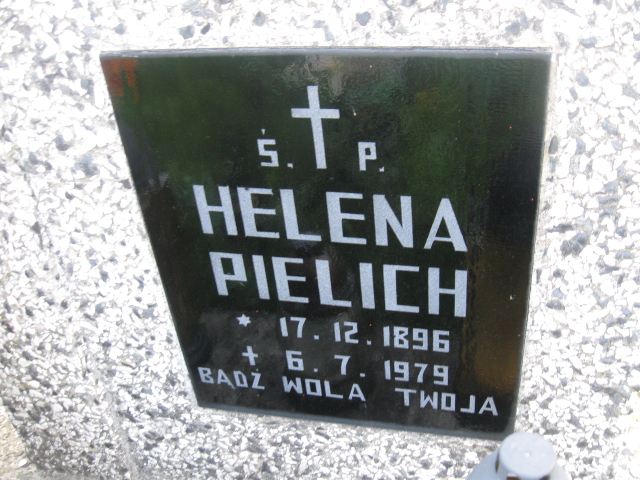 Ś. P.
HELENA
PIELICH
* 17.12.1896
✝ 6.7.1979
BĄDŹ WOLA TWOJA